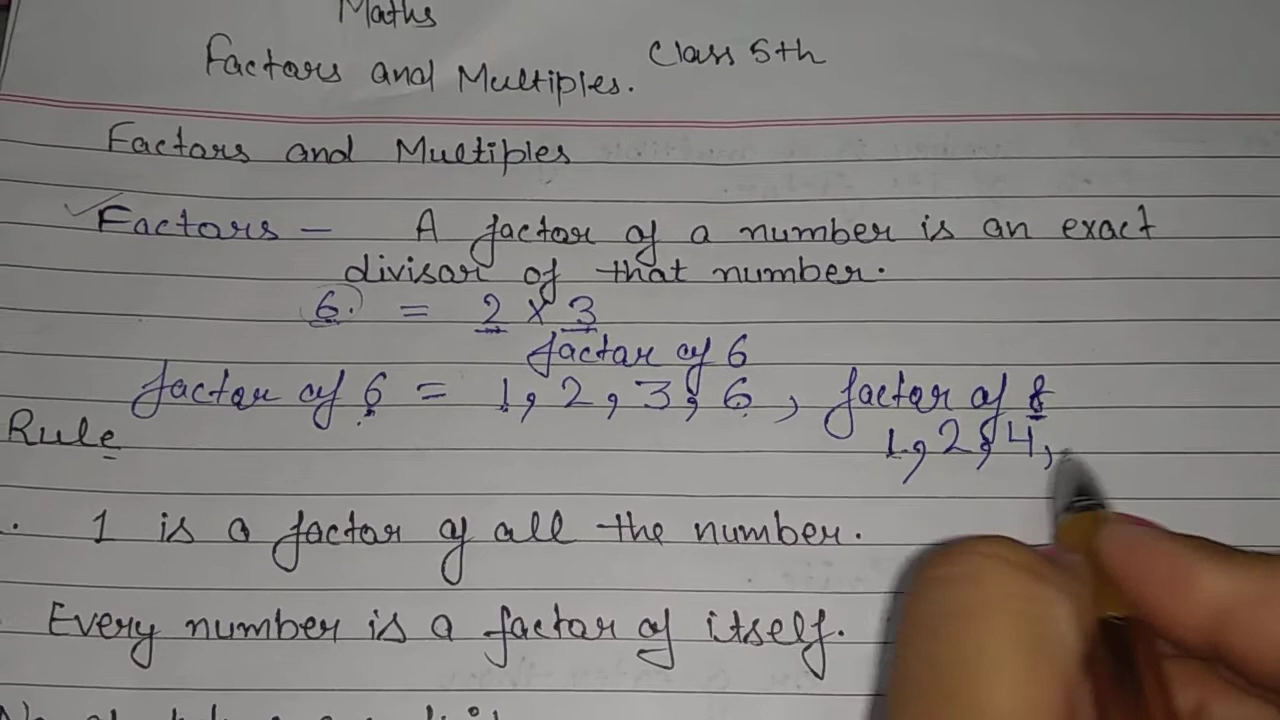 Maths
Factors and Multiples. Class 5th
Factors and Multiples
Factors - A factor of a number is an exact
divisar of that number.
6. = 2 × 3
factor of 6
factor of 6 = 1, 2, 3, 6, factor of 8
1, 2, 4,
Rule
. 1 is a factor of all the number.
Every number is a factor of itself.